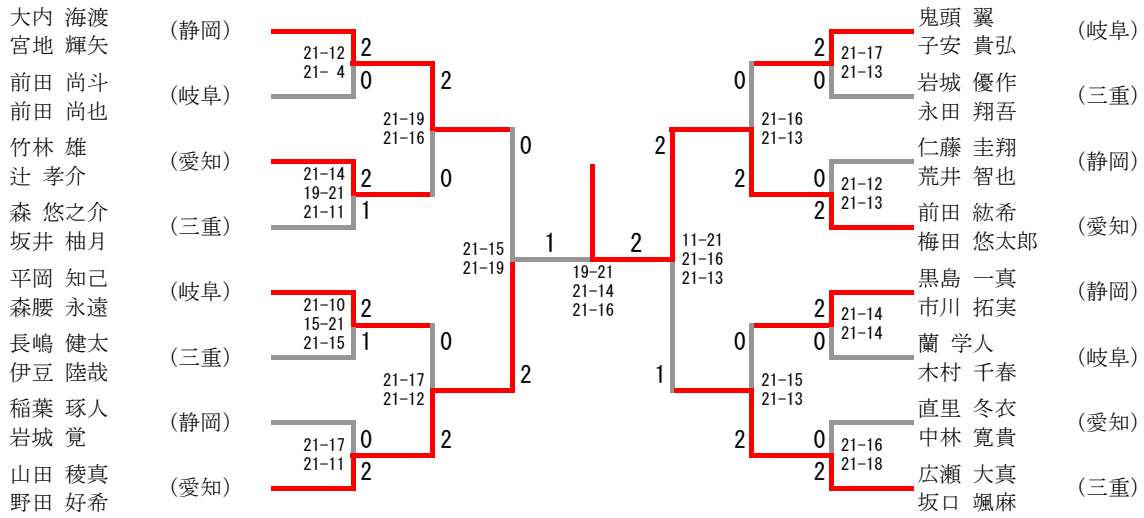 大内 海渡
宮地 輝矢
(静岡)
前田 尚斗
前田 尚也
(岐阜)
竹林 雄
辻 孝介
(愛知)
森 悠之介
坂井 柚月
(三重)
平岡 知己
森腰 永遠
(岐阜)
長嶋 健太
伊豆 陸哉
(三重)
稲葉 琢人
岩城 覚
(静岡)
山田 稜真
野田 好希
(愛知)
21-12
21- 4
2
0
21-14
19-21
21-11
2
1
21-10
15-21
21-15
2
1
21-17
21-11
0
2
21-19
21-16
2
0
21-17
21-12
0
2
21-15
21-19
0
2
1
2
19-21
21-14
21-16
11-21
21-16
21-13
2
1
21-16
21-13
0
2
21-15
21-13
0
2
21-17
21-13
2
0
21-12
21-13
0
2
21-14
21-14
2
0
21-16
21-18
0
2
鬼頭 翼
子安 貴弘
(岐阜)
岩城 優作
永田 翔吾
(三重)
仁藤 圭翔
荒井 智也
(静岡)
前田 紘希
梅田 悠太郎
(愛知)
黒島 一真
市川 拓実
(静岡)
蘭 学人
木村 千春
(岐阜)
直里 冬衣
中林 寛貴
(愛知)
広瀬 大真
坂口 颯麻
(三重)